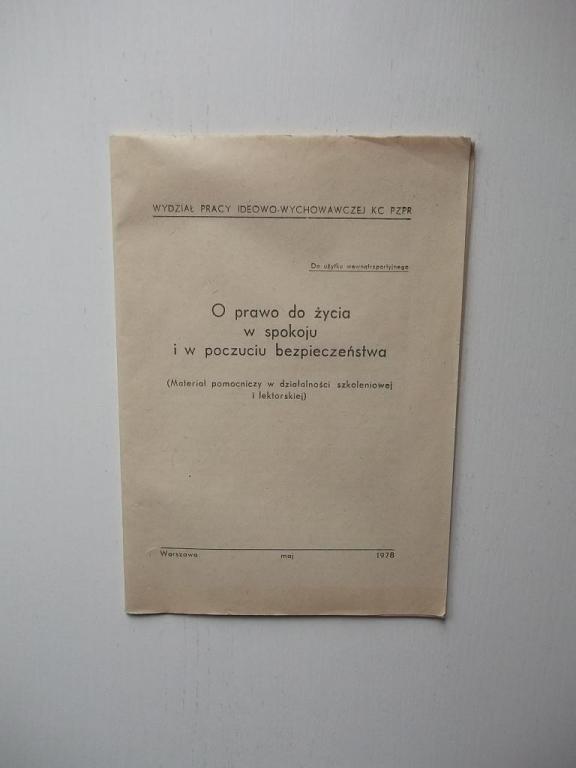 WYDZIAŁ PRACY IDEOWO-WYCHOWAWCZEJ KC PZPR
Do użytku wewnątrzpartyjnego
O prawo do życia
w spokoju
i w poczuciu bezpieczeństwa
(Materiał pomocniczy w działalności szkoleniowej
i lektorskiej)
Warszawa maj 1978